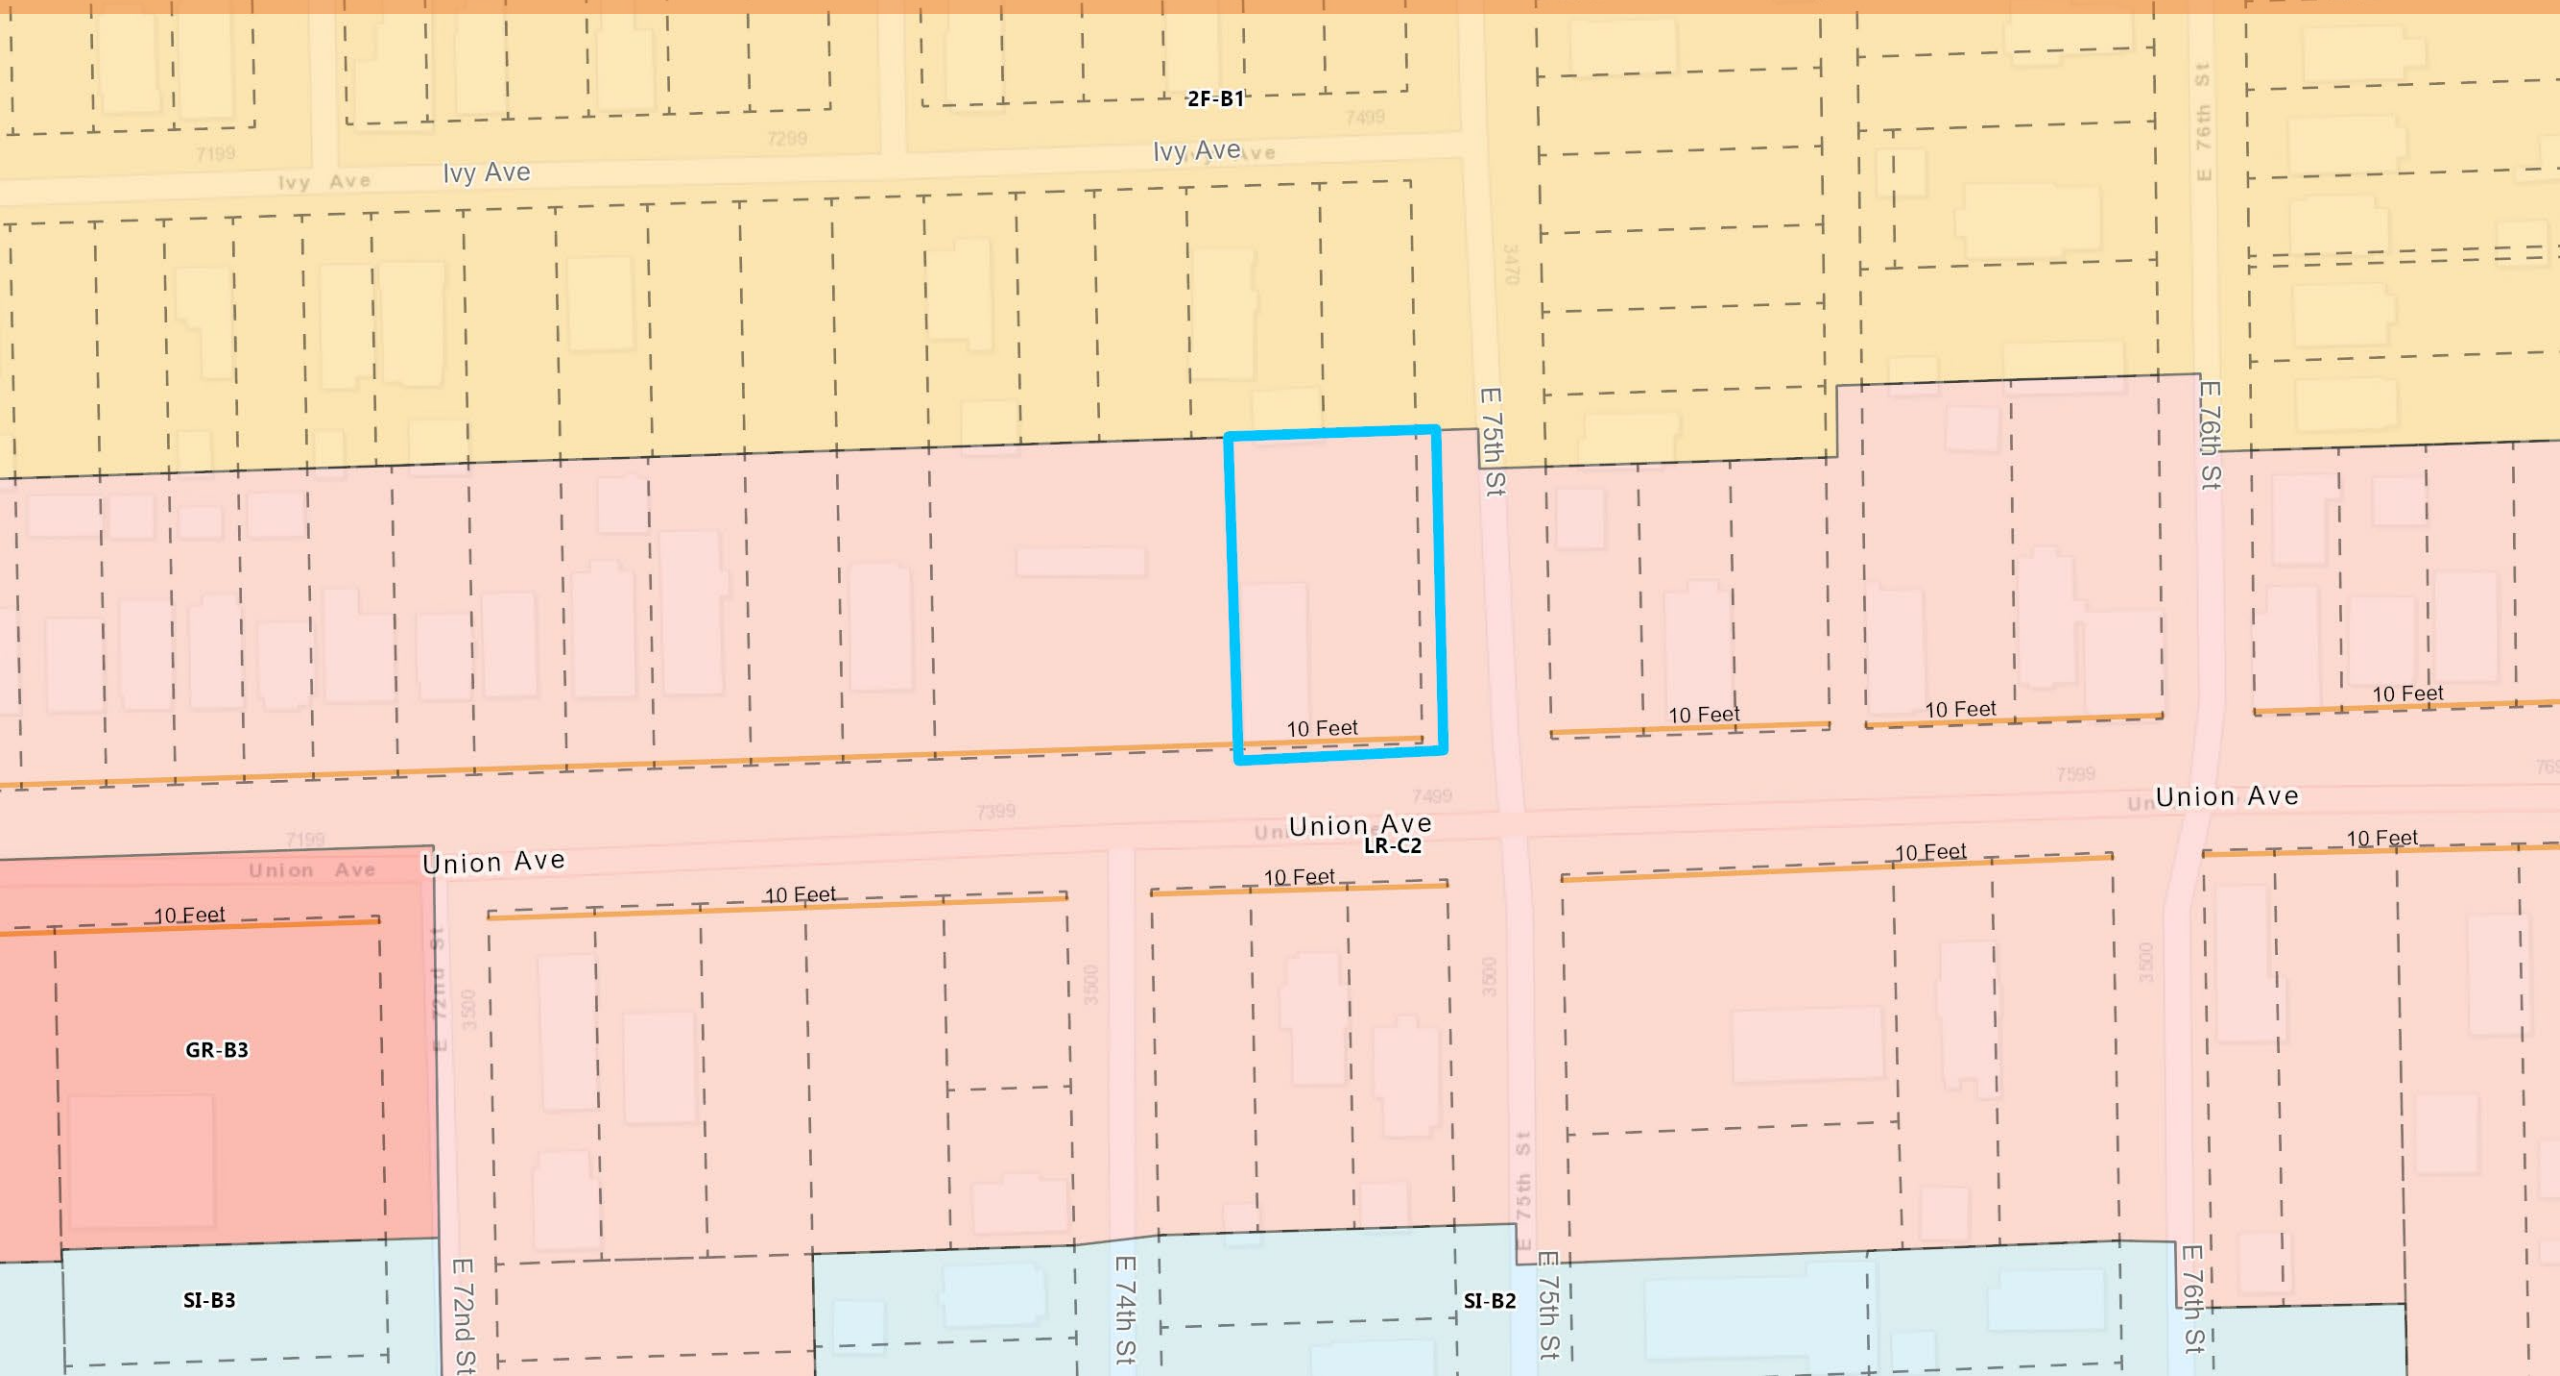 2F-B1
7499
7299
7199
Ivy Ave
Ivy Ave
Ivy Ave
E 76th St
3470
E 75th St
E 76th St
10 Feet
10 Feet
10 Feet
10 Feet
7599
7499
7399
7199
Union Ave
Union Ave
LR-C2
Union Ave
Union Ave
10 Feet
10 Feet
10 Feet
10 Feet
10 Feet
E 72nd St
3500
3500
3500
3500
GR-B3
E 75th St
SI-B3
SI-B2
E 72nd St
E 74th St
E 75th St
E 76th St